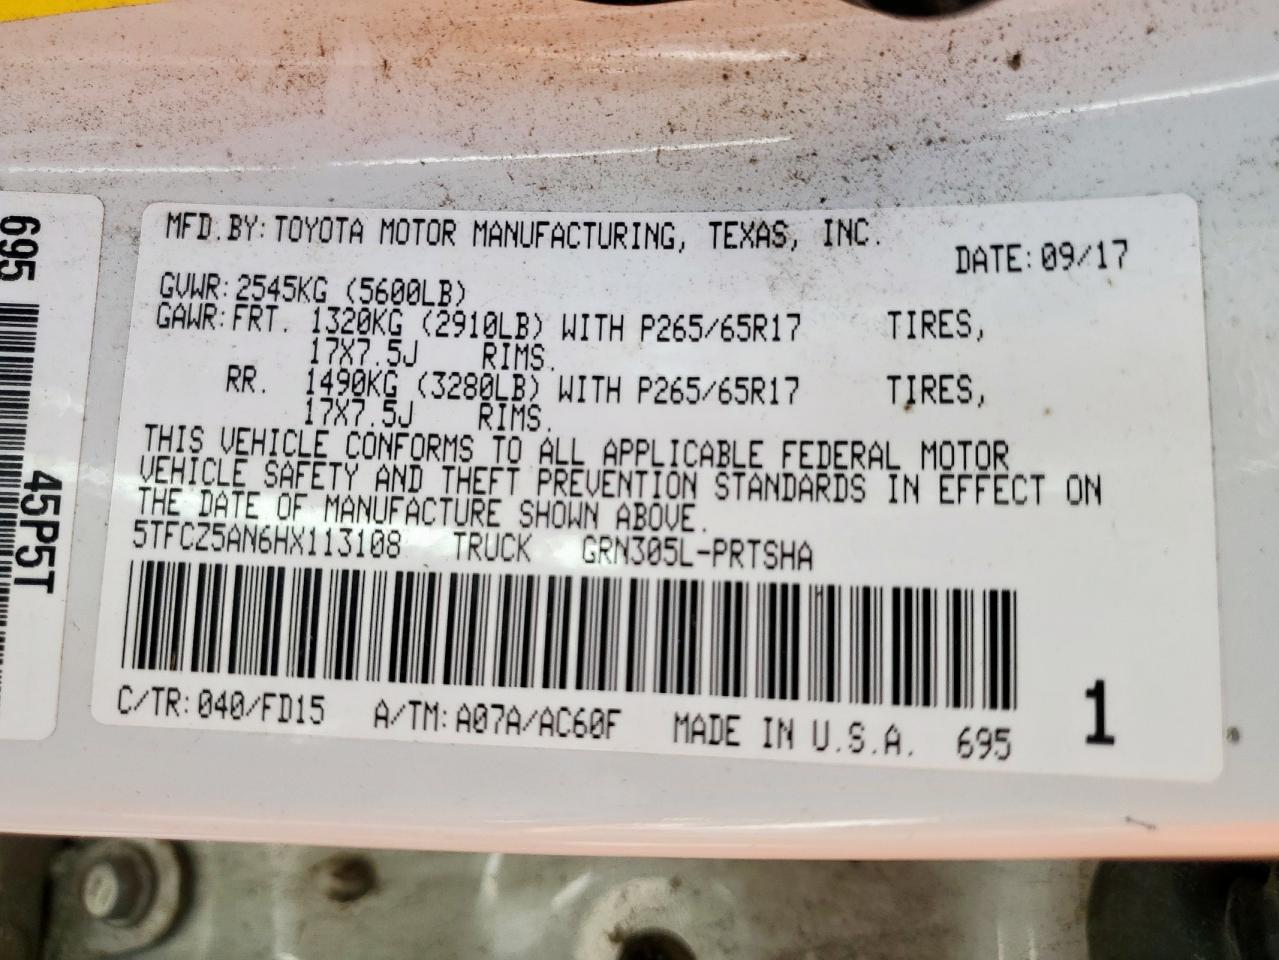 695
45P5T
MFD.BY: TOYOTA MOTOR MANUFACTURING, TEXAS, INC.
DATE: 09/17
GVWR: 2545KG (5600LB)
GAWR: FRT. 1320KG (2910LB) WITH P265/65R17 TIRES,
17X7.5J RIMS.
RR. 1490KG (3280LB) WITH P265/65R17 TIRES,
17X7.5J RIMS.
THIS VEHICLE CONFORMS TO ALL APPLICABLE FEDERAL MOTOR
VEHICLE SAFETY AND THEFT PREVENTION STANDARDS IN EFFECT ON
THE DATE OF MANUFACTURE SHOWN ABOVE.
5TFCZ5AN6HX113108 TRUCK GRN305L-PRTSHA
C/TR: 040/FD15 A/TM: A07A/AC60F MADE IN U.S.A. 695
1